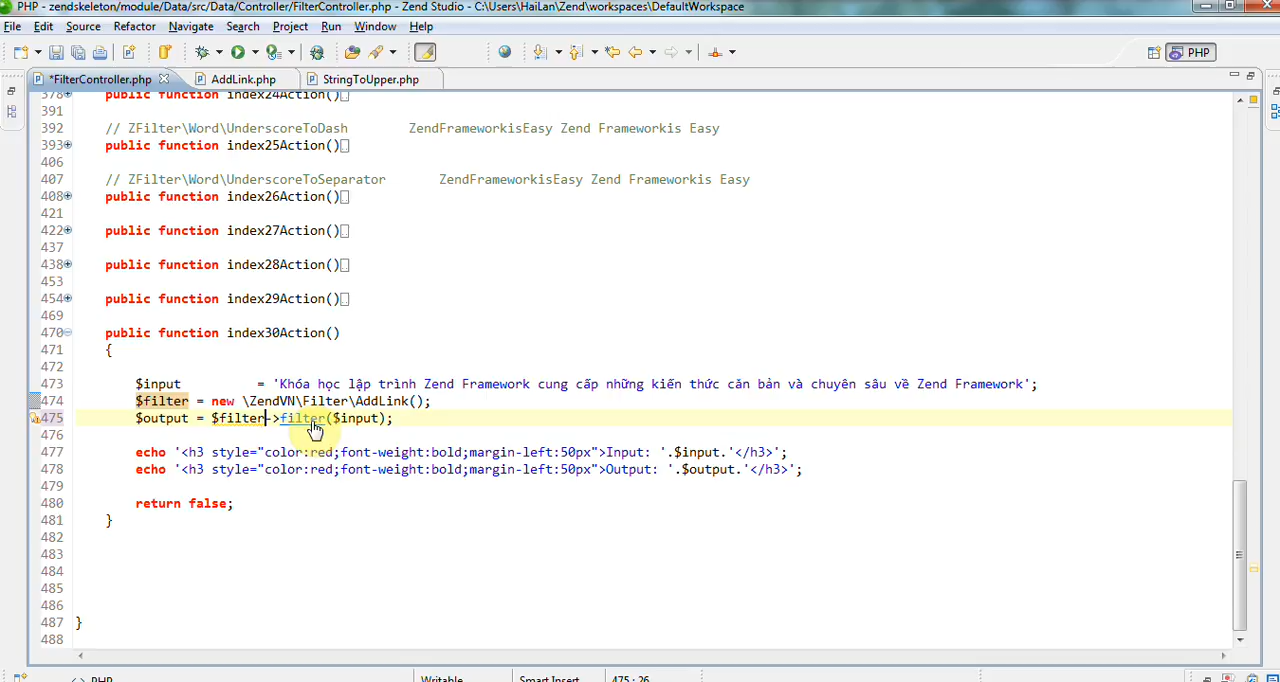 PHP - zendskeleton/module/Data/src/Data/Controller/FilterController.php - Zend Studio - C:\Users\HaiLan\Zend\workspaces\DefaultWorkspace
File Edit Source Refactor Navigate Search Project Run Window Help
PHP
*FilterController.php AddLink.php StringToUpper.php
378 public function index24Action()
391
392 // ZFilter\Word\UnderscoreToDash ZendFrameworkisEasy Zend Frameworkis Easy
393 public function index25Action()
406
407 // ZFilter\Word\UnderscoreToSeparator ZendFrameworkisEasy Zend Frameworkis Easy
408 public function index26Action()
421
422 public function index27Action()
437
438 public function index28Action()
453
454 public function index29Action()
469
470 public function index30Action()
471 {
472
473 $input = 'Khóa học lập trình Zend Framework cung cấp những kiến thức căn bản và chuyên sâu về Zend Framework';
474 $filter = new \ZendVN\Filter\AddLink();
475 $output = $filter->filter($input);
476
477 echo '<h3 style="color:red;font-weight:bold;margin-left:50px">Input: '.$input.'</h3>';
478 echo '<h3 style="color:red;font-weight:bold;margin-left:50px">Output: '.$output.'</h3>';
479
480 return false;
481 }
482
483
484
485
486
487 }
488
PHP Writable Smart Insert 475 : 26